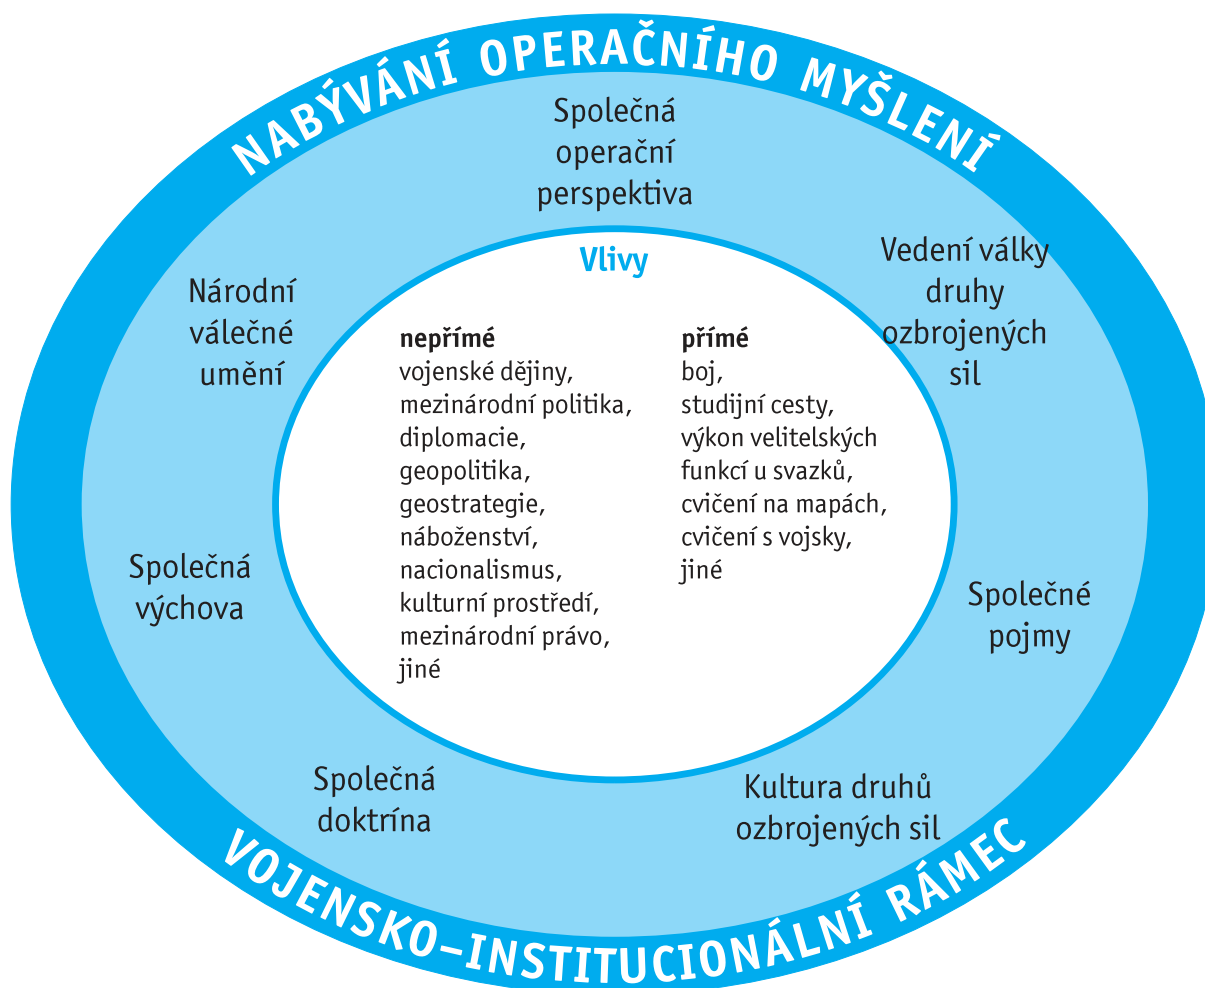 NABÝVÁNÍ OPERAČNÍHO MYŠLENÍ
Společná
operační
perspektiva
Vedení války
druhy
ozbrojených
sil
Národní
válečné
umění
Vlivy
nepřímé
vojenské dějiny,
mezinárodní politika,
diplomacie,
geopolitika,
geostrategie,
náboženství,
nacionalismus,
kulturní prostředí,
mezinárodní právo,
jiné
přímé
boj,
studijní cesty,
výkon velitelských
funkcí u svazků,
cvičení na mapách,
cvičení s vojsky,
jiné
Společná
výchova
Společné
pojmy
Společná
doktrína
Kultura druhů
ozbrojených sil
VOJENSKO–INSTITUCIONÁLNÍ RÁMEC